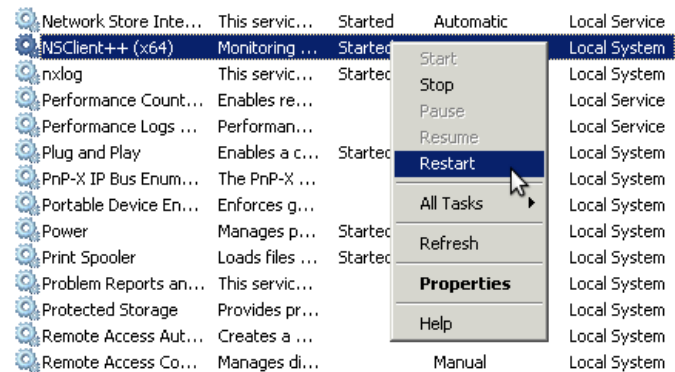 Network Store Inte... This servic... Started Automatic Local Service
NSClient++ (x64) Monitoring ... Started Local System
Start
nxlog This servic... Started Local System
Stop
Performance Count... Enables re... Local Service
Pause
Performance Logs ... Performan... Local Service
Resume
Plug and Play Enables a c... Started Local System
Restart
PnP-X IP Bus Enum... The PnP-X ... Local System
Portable Device En... Enforces g... Local System
All Tasks
Power Manages p... Started Local System
Refresh
Print Spooler Loads files ... Started Local System
Problem Reports an... This servic... Local System
Properties
Protected Storage Provides pr... Local System
Help
Remote Access Aut... Creates a ... Local System
Remote Access Co... Manages di... Manual Local System